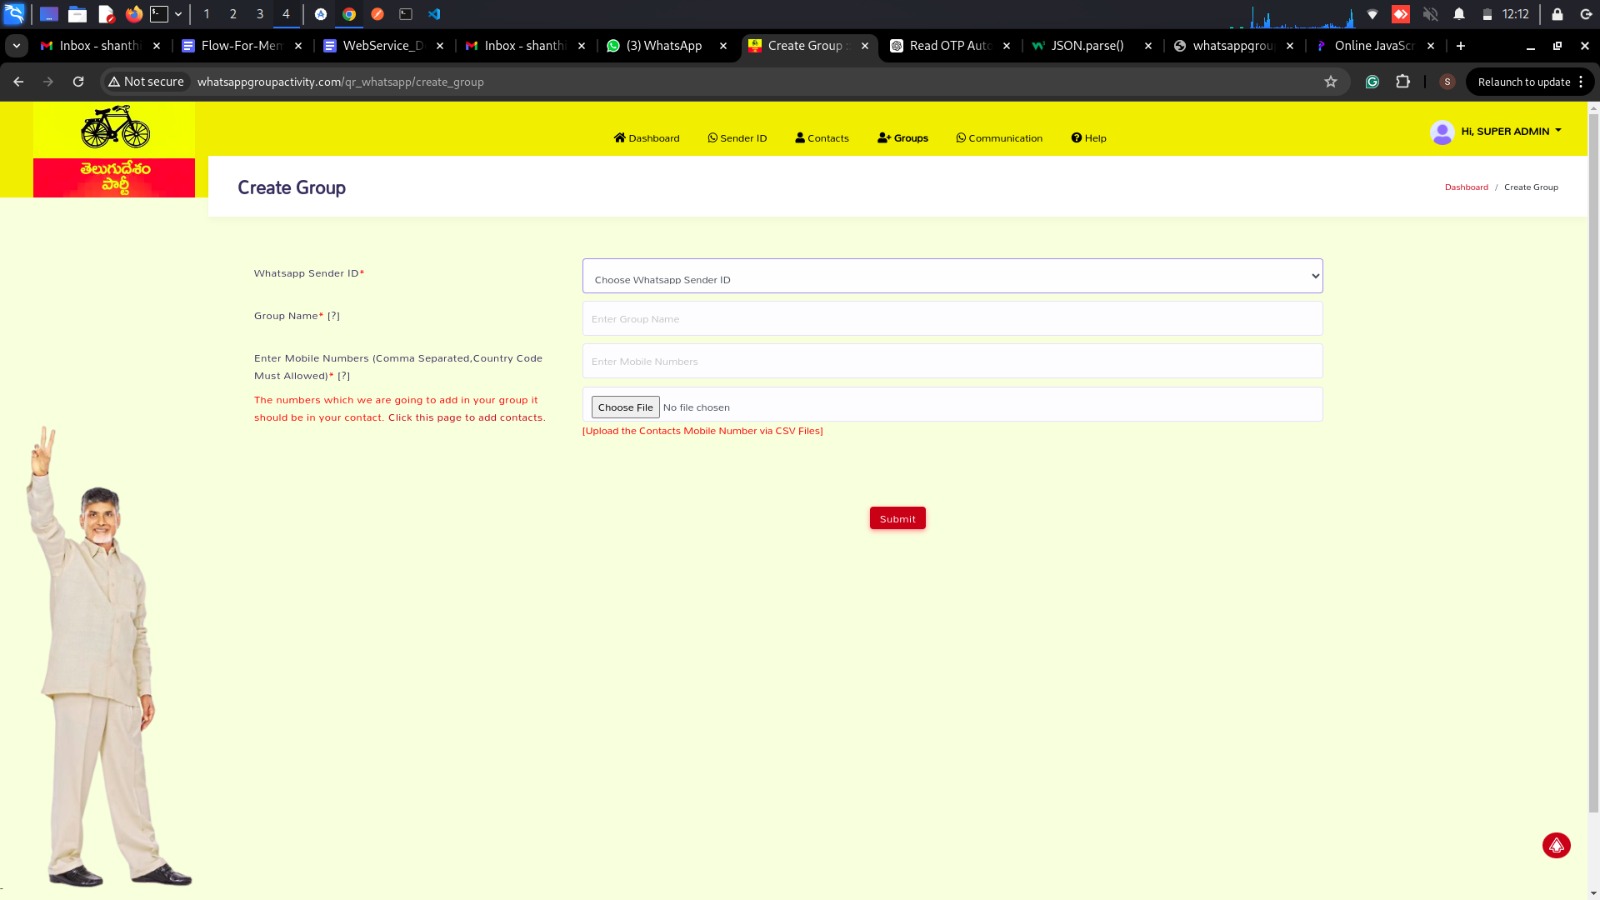 1 2 3 4 12:12
Inbox - shanthi Flow-For-Mem WebService_D Inbox - shanthi (3) WhatsApp Create Group : Read OTP Auto JSON.parse() whatsappgrou Online JavaScr
Not secure whatsappgroupactivity.com/qr_whatsapp/create_group S Relaunch to update
Dashboard Sender ID Contacts Groups Communication Help Hi, SUPER ADMIN
తెలుగుదేశం
పార్టీ
Create Group Dashboard / Create Group
Whatsapp Sender ID* Choose Whatsapp Sender ID
Group Name* [?] Enter Group Name
Enter Mobile Numbers (Comma Separated,Country Code Enter Mobile Numbers
Must Allowed)* [?]
The numbers which we are going to add in your group it Choose File No file chosen
should be in your contact. Click this page to add contacts.
[Upload the Contacts Mobile Number via CSV Files]
Submit